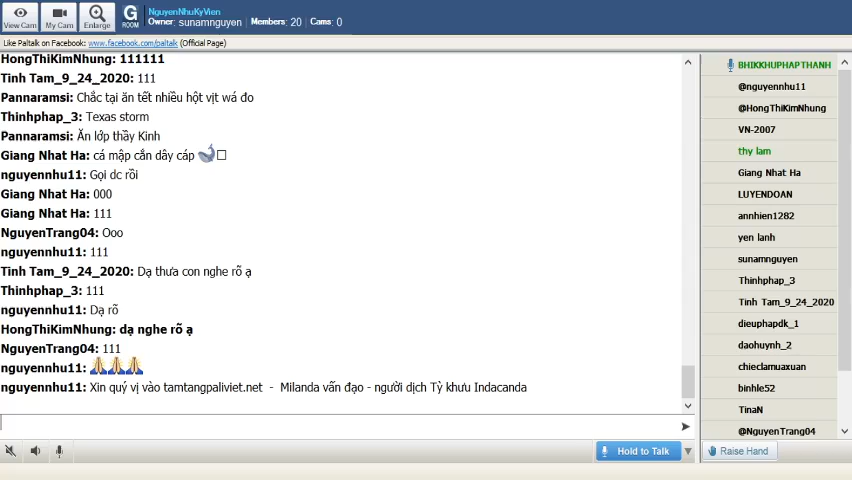 View Cam
My Cam
Enlarge
G
ROOM
NguyenNhuKyVien
Owner: sunamnguyen Members: 20 Cams: 0
Like Paltalk on Facebook: www.facebook.com/paltalk (Official Page)
HongThiKimNhung: 111111
Tinh Tam_9_24_2020: 111
Pannaramsi: Chắc tại ăn tết nhiều hột vịt wá đo
Thinhphap_3: Texas storm
Pannaramsi: Ăn lớp thầy Kinh
Giang Nhat Ha: cá mập cắn dây cáp
nguyennhu11: Gọi dc rồi
Giang Nhat Ha: 000
Giang Nhat Ha: 111
NguyenTrang04: Ooo
nguyennhu11: 111
Tinh Tam_9_24_2020: Dạ thưa con nghe rõ ạ
Thinhphap_3: 111
nguyennhu11: Dạ rõ
HongThiKimNhung: dạ nghe rõ ạ
NguyenTrang04: 111
nguyennhu11: 🙏🙏🙏
nguyennhu11: Xin quý vị vào tamtangpaliviet.net - Milanda vấn đạo - người dịch Tỳ khưu Indacanda
Hold to Talk
BHIKKHUPHAPTHANH
@nguyennhu11
@HongThiKimNhung
VN-2007
thy lam
Giang Nhat Ha
LUYENDOAN
annhien1282
yen lanh
sunamnguyen
Thinhphap_3
Tinh Tam_9_24_2020
dieuphapdk_1
daohuynh_2
chieclamuaxuan
binhle52
TinaN
@NguyenTrang04
Raise Hand